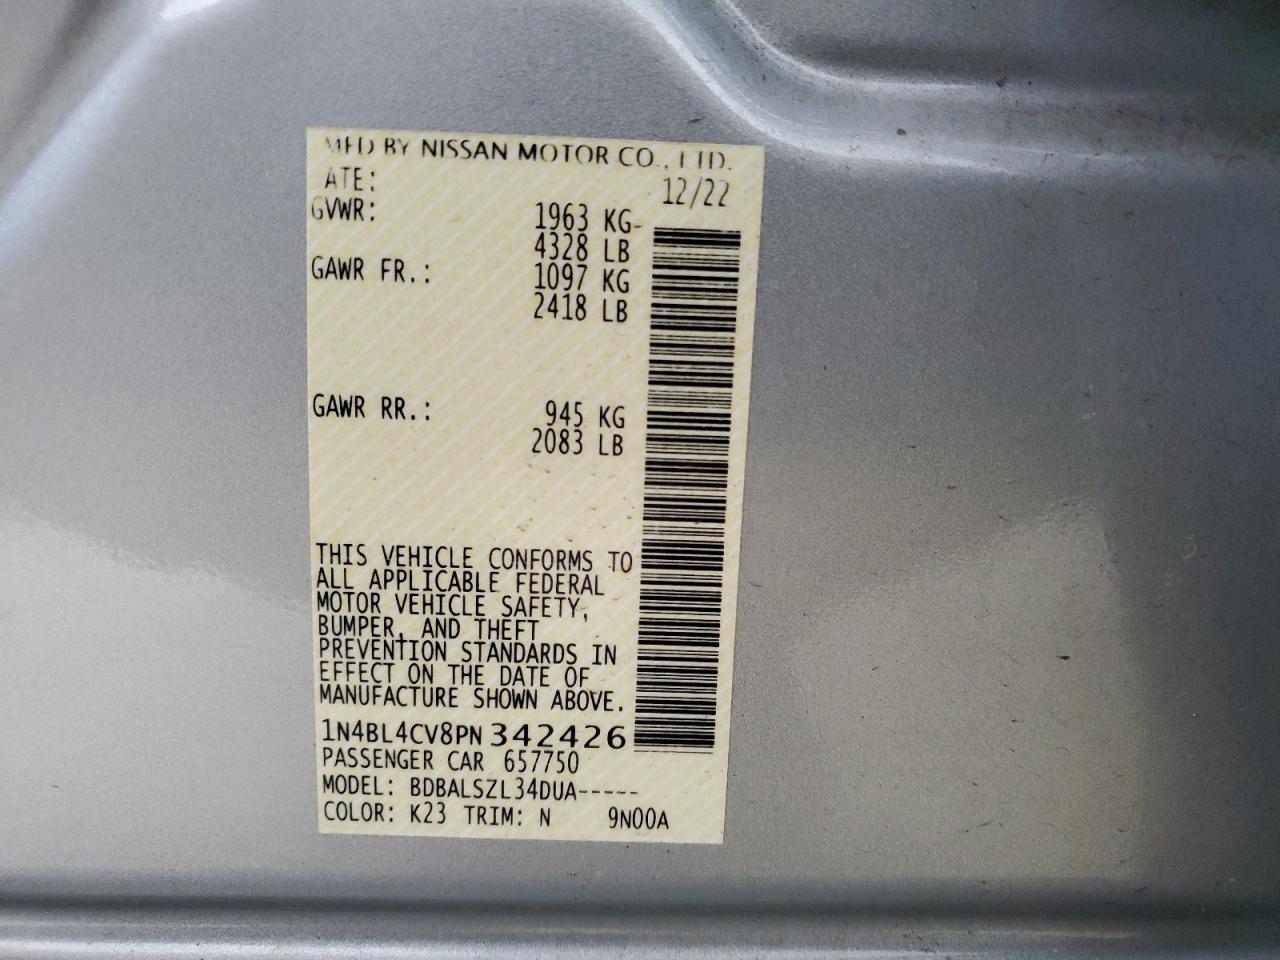 MFD BY NISSAN MOTOR CO., LTD.
ATE: 12/22
GVWR: 1963 KG
4328 LB
GAWR FR.: 1097 KG
2418 LB
GAWR RR.: 945 KG
2083 LB
THIS VEHICLE CONFORMS TO
ALL APPLICABLE FEDERAL
MOTOR VEHICLE SAFETY,
BUMPER, AND THEFT
PREVENTION STANDARDS IN
EFFECT ON THE DATE OF
MANUFACTURE SHOWN ABOVE.
1N4BL4CV8PN342426
PASSENGER CAR 657750
MODEL: BDBALSZL34DUA-----
COLOR: K23 TRIM: N 9N00A